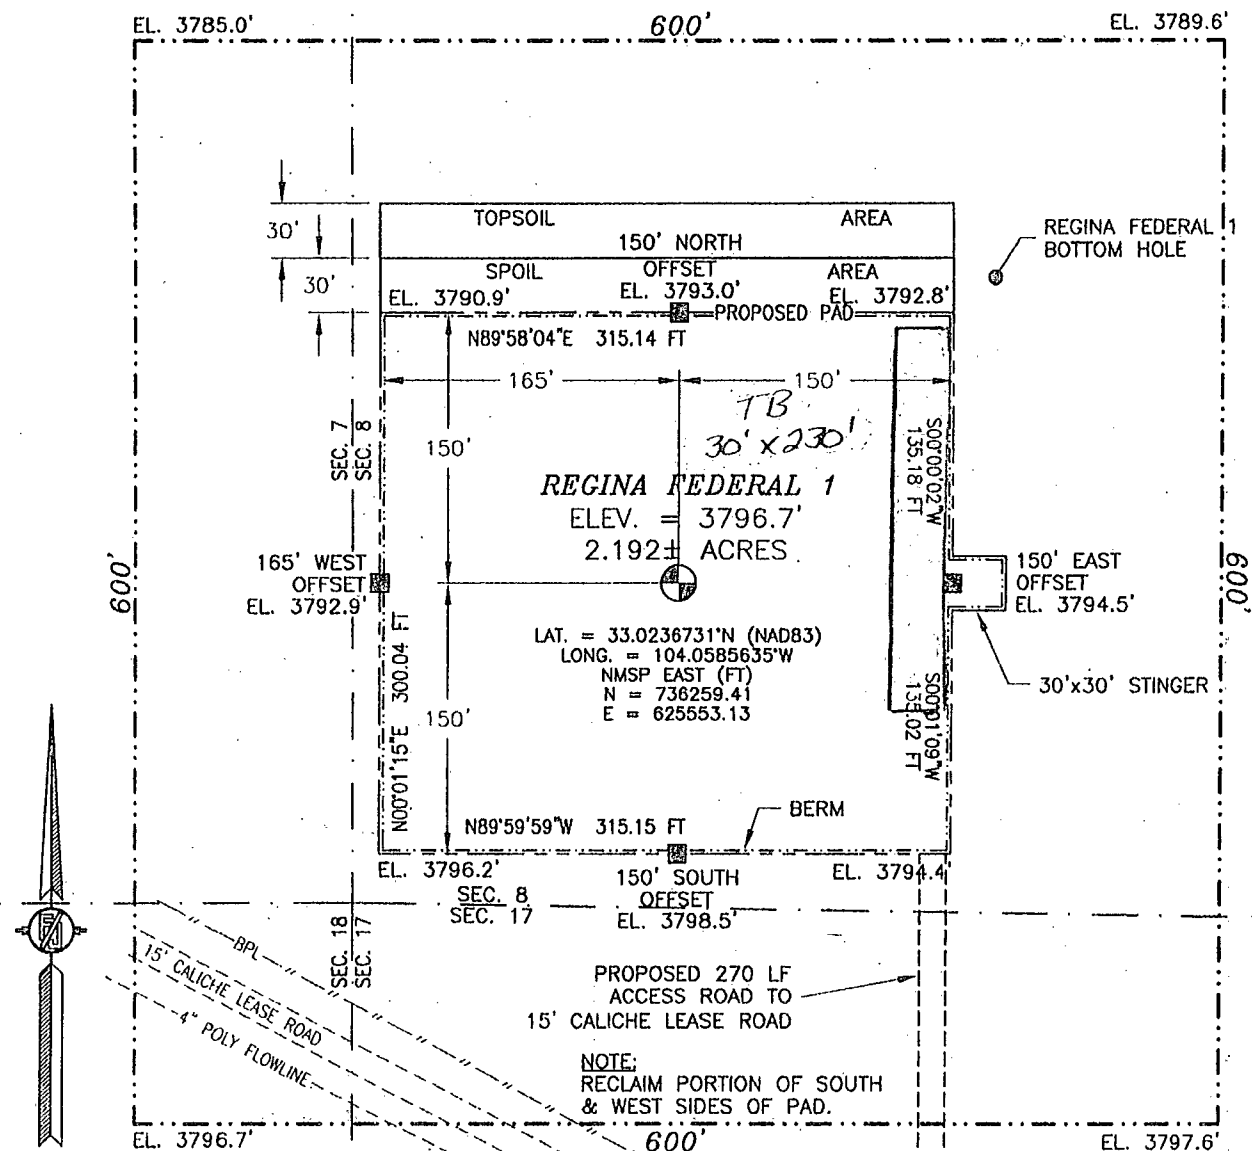 EL. 3785.0'
600'
EL. 3789.6'
30'
TOPSOIL
AREA
150' NORTH
OFFSET
EL. 3793.0'
REGINA FEDERAL 1
BOTTOM HOLE
30'
SPOIL
AREA
EL. 3790.9'
EL. 3792.8'
PROPOSED PAD
N89°58'04"E 315.14 FT
165'
150'
TB
30' x 230'
SEC. 7
SEC. 8
150'
S00°00'02"W
135.18 FT
REGINA FEDERAL 1
ELEV. = 3796.7'
2.192± ACRES
600'
165' WEST
OFFSET
EL. 3792.9'
150' EAST
OFFSET
EL. 3794.5'
600'
LAT. = 33.0236731°N (NAD83)
LONG. = 104.0585635°W
NMSP EAST (FT)
N = 736259.41
E = 625553.13
N00°01'15"E 300.04 FT
150'
S00°01'09"W
135.02 FT
30'x30' STINGER
BERM
N89°59'59"W 315.15 FT
EL. 3796.2'
150' SOUTH
OFFSET
EL. 3798.5'
EL. 3794.4'
SEC. 8
SEC. 17
SEC. 18
SEC. 17
BPL
15' CALICHE LEASE ROAD
4" POLY FLOWLINE
PROPOSED 270 LF
ACCESS ROAD TO
15' CALICHE LEASE ROAD
NOTE:
RECLAIM PORTION OF SOUTH
& WEST SIDES OF PAD.
EL. 3796.7'
600'
EL. 3797.6'